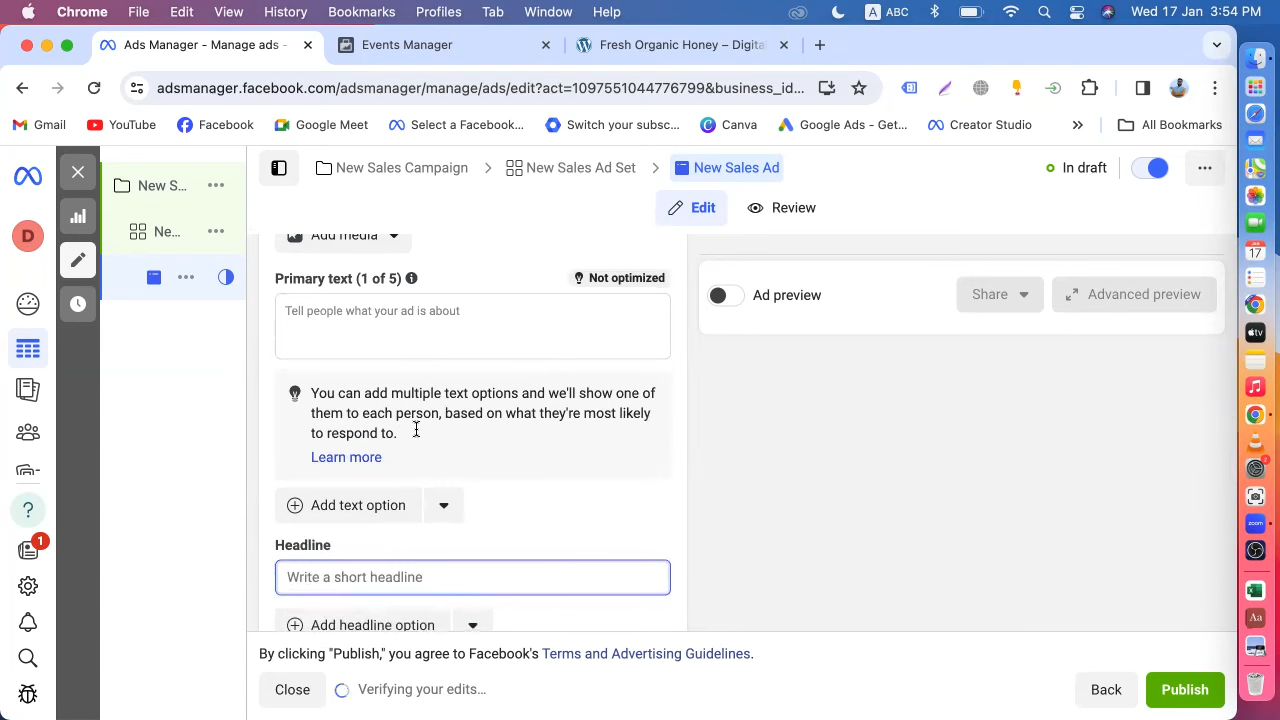 Chrome File Edit View History Bookmarks Profiles Tab Window Help A ABC Wed 17 Jan 3:54 PM
Ads Manager - Manage ads - Events Manager Fresh Organic Honey – Digita
adsmanager.facebook.com/adsmanager/manage/ads/edit?act=1097551044776799&business_id...
Gmail YouTube Facebook Google Meet Select a Facebook... Switch your subsc... Canva Google Ads - Get... Creator Studio All Bookmarks
New S... New Sales Campaign New Sales Ad Set New Sales Ad In draft
Edit Review
Ne...
D
Add media
Primary text (1 of 5) Not optimized
Tell people what your ad is about
Ad preview Share Advanced preview
You can add multiple text options and we'll show one of
them to each person, based on what they're most likely
to respond to.
Learn more
Add text option
Headline
Write a short headline
Add headline option
By clicking "Publish," you agree to Facebook's Terms and Advertising Guidelines.
Close Verifying your edits... Back Publish
1
JAN
17
tv
zoom
Aa